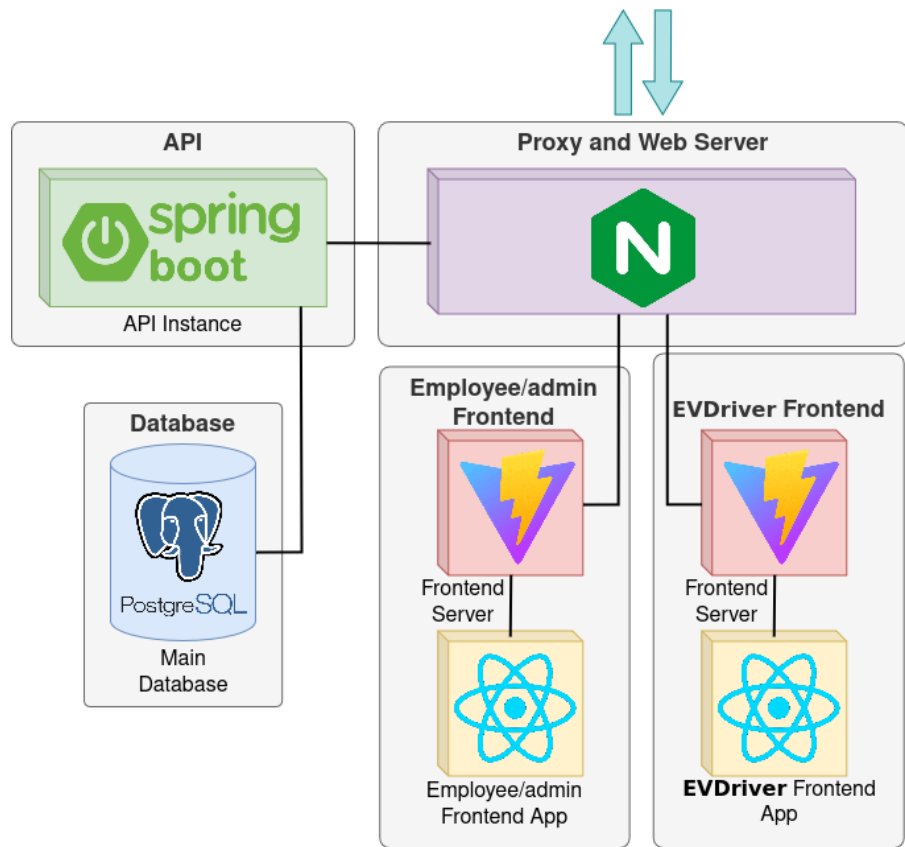 API
spring
boot
API Instance
Proxy and Web Server
N
Database
PostgreSQL
Main
Database
Employee/admin
Frontend
Frontend
Server
Employee/admin
Frontend App
EVDriver Frontend
Frontend
Server
EVDriver Frontend
App